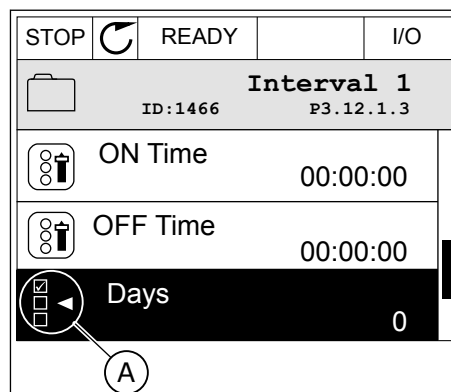 STOP READY I/O
Interval 1
ID:1466 P3.12.1.3
ON Time
00:00:00
OFF Time
00:00:00
Days
0
A